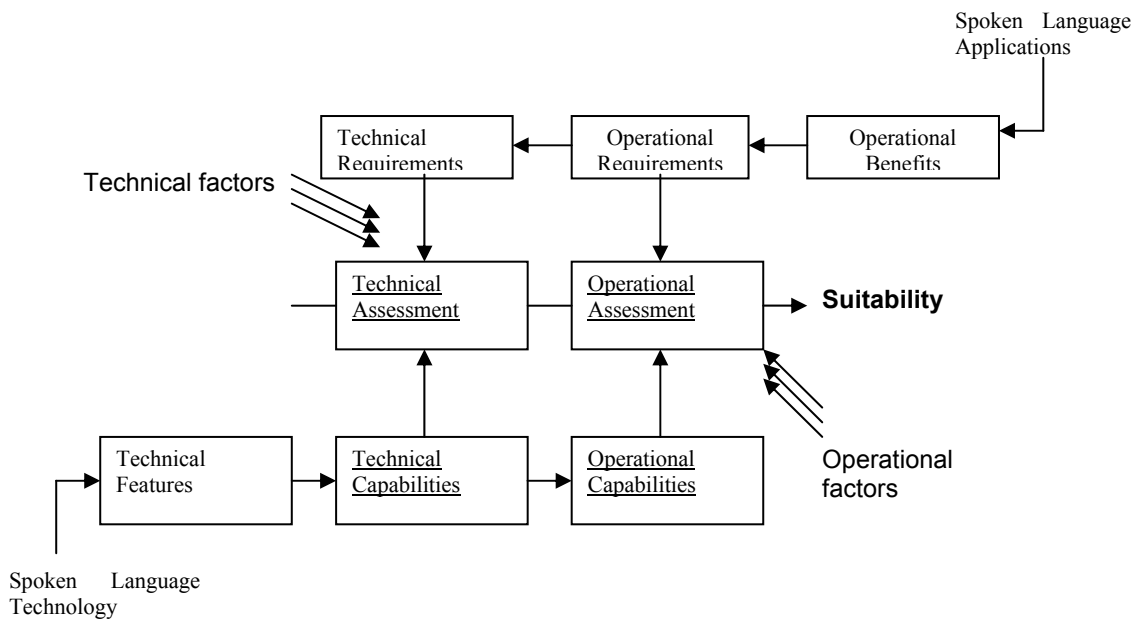 Spoken Language
Applications
Technical
Requirements
Operational
Requirements
Operational
Benefits
Technical factors
Technical
Assessment
Operational
Assessment
Suitability
Technical
Features
Technical
Capabilities
Operational
Capabilities
Operational
factors
Spoken Language
Technology